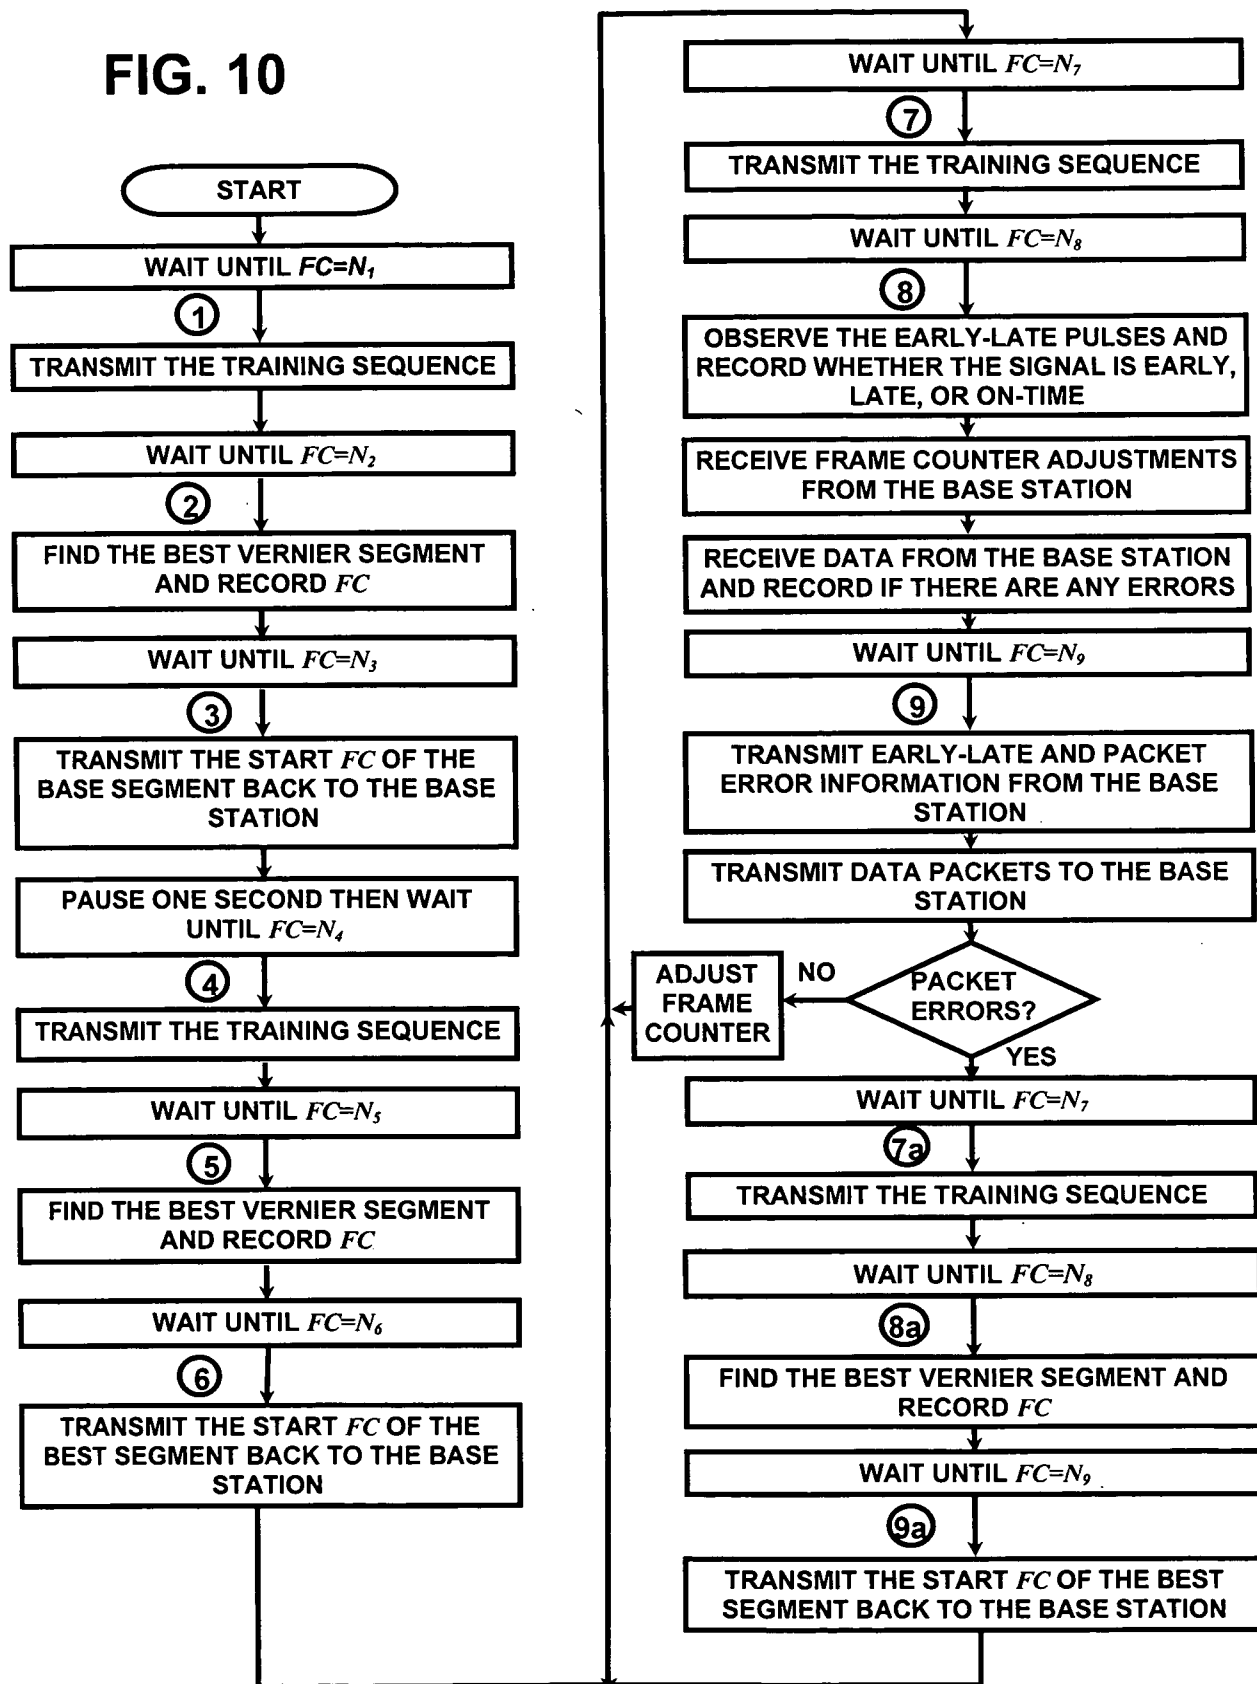 FIG. 10
START
WAIT UNTIL FC=N₁
1
TRANSMIT THE TRAINING SEQUENCE
WAIT UNTIL FC=N₂
2
FIND THE BEST VERNIER SEGMENT
AND RECORD FC
WAIT UNTIL FC=N₃
3
TRANSMIT THE START FC OF THE
BASE SEGMENT BACK TO THE BASE
STATION
PAUSE ONE SECOND THEN WAIT
UNTIL FC=N₄
4
TRANSMIT THE TRAINING SEQUENCE
WAIT UNTIL FC=N₅
5
FIND THE BEST VERNIER SEGMENT
AND RECORD FC
WAIT UNTIL FC=N₆
6
TRANSMIT THE START FC OF THE
BEST SEGMENT BACK TO THE BASE
STATION
WAIT UNTIL FC=N₇
7
TRANSMIT THE TRAINING SEQUENCE
WAIT UNTIL FC=N₈
8
OBSERVE THE EARLY-LATE PULSES AND
RECORD WHETHER THE SIGNAL IS EARLY,
LATE, OR ON-TIME
RECEIVE FRAME COUNTER ADJUSTMENTS
FROM THE BASE STATION
RECEIVE DATA FROM THE BASE STATION
AND RECORD IF THERE ARE ANY ERRORS
WAIT UNTIL FC=N₉
9
TRANSMIT EARLY-LATE AND PACKET
ERROR INFORMATION FROM THE BASE
STATION
TRANSMIT DATA PACKETS TO THE BASE
STATION
PACKET
ERRORS?
NO
ADJUST
FRAME
COUNTER
YES
WAIT UNTIL FC=N₇
7a
TRANSMIT THE TRAINING SEQUENCE
WAIT UNTIL FC=N₈
8a
FIND THE BEST VERNIER SEGMENT AND
RECORD FC
WAIT UNTIL FC=N₉
9a
TRANSMIT THE START FC OF THE BEST
SEGMENT BACK TO THE BASE STATION